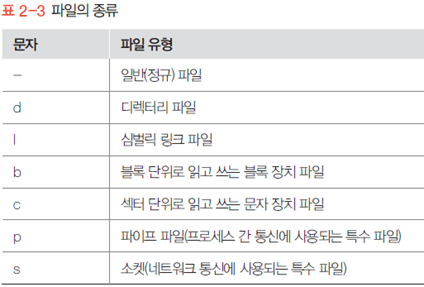 표 2-3 파일의 종류
문자 파일 유형
- 일반(정규) 파일
d 디렉터리 파일
l 심벌릭 링크 파일
b 블록 단위로 읽고 쓰는 블록 장치 파일
c 섹터 단위로 읽고 쓰는 문자 장치 파일
p 파이프 파일(프로세스 간 통신에 사용되는 특수 파일)
s 소켓(네트워크 통신에 사용되는 특수 파일)